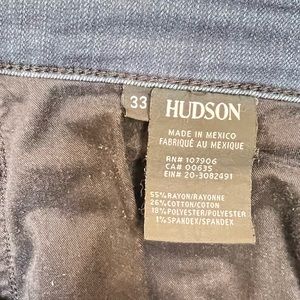 33
HUDSON
MADE IN MEXICO
FABRIQUÉ AU MEXIQUE
RN# 107906
CA# 00635
EIN# 20-3082491
55% RAYON/RAYONNE
26% COTTON/COTON
18% POLYESTER/POLYESTER
1% SPANDEX/SPANDEX